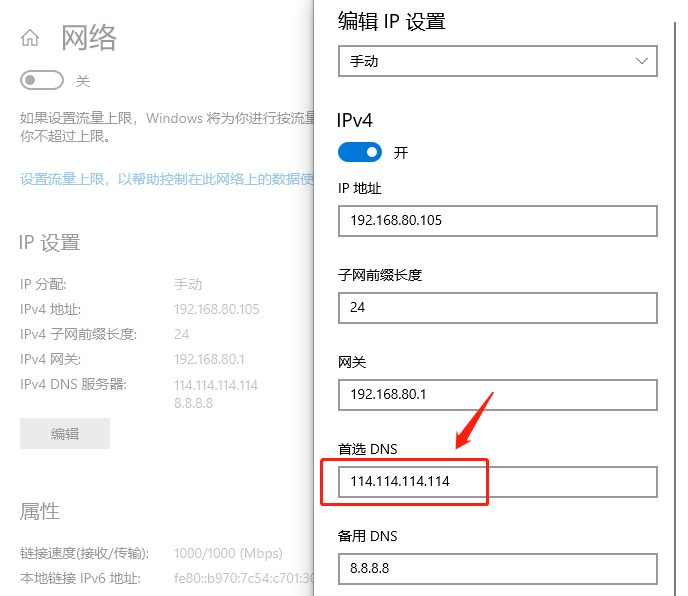 网络
关
如果设置流量上限，Windows 将为你进行按流量
你不超过上限。
设置流量上限，以帮助控制在此网络上的数据使
IP 设置
IP 分配:
手动
IPv4 地址:
192.168.80.105
IPv4 子网前缀长度:
24
IPv4 网关:
192.168.80.1
IPv4 DNS 服务器:
114.114.114.114
8.8.8.8
编辑
属性
链接速度(接收/传输):
1000/1000 (Mbps)
本地链接 IPv6 地址:
fe80::b970:7c54:c701:30
编辑 IP 设置
手动
IPv4
开
IP 地址
192.168.80.105
子网前缀长度
24
网关
192.168.80.1
首选 DNS
114.114.114.114
备用 DNS
8.8.8.8